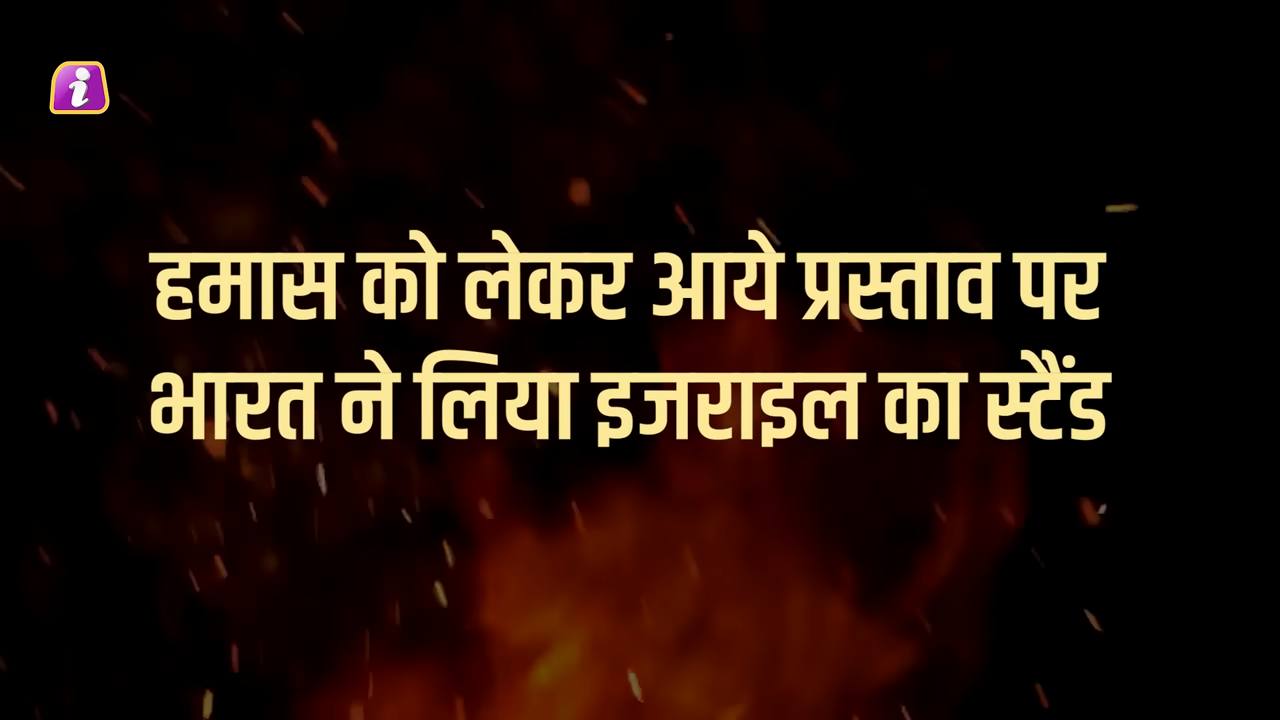 i
हमास को लेकर आये प्रस्ताव पर
भारत ने लिया इजराइल का स्टैंड